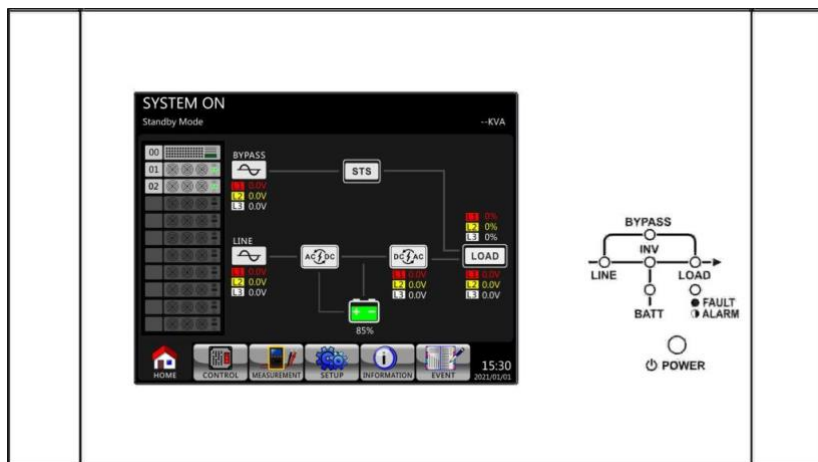 SYSTEM ON
Standby Mode
--KVA
00
01
02
BYPASS
L1 0.0V
L2 0.0V
L3 0.0V
STS
L1 0%
L2 0%
L3 0%
LINE
AC DC
DC AC
LOAD
L1 0.0V
L2 0.0V
L3 0.0V
L1 0.0V
L2 0.0V
L3 0.0V
L1 0.0V
L2 0.0V
L3 0.0V
85%
HOME
CONTROL
MEASUREMENT
SETUP
INFORMATION
EVENT
15:30
2021/01/01
BYPASS
INV
LINE
LOAD
BATT
● FAULT
◑ ALARM
⏻ POWER